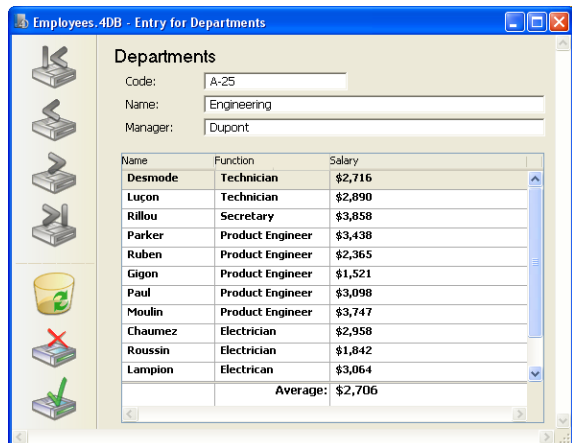 Employees.4DB - Entry for Departments
Departments
Code: A-25
Name: Engineering
Manager: Dupont
Name Function Salary
Desmode Technician $2,716
Luçon Technician $2,890
Rillou Secretary $3,858
Parker Product Engineer $3,438
Ruben Product Engineer $2,365
Gigon Product Engineer $1,521
Paul Product Engineer $3,098
Moulin Product Engineer $3,747
Chaumez Electrician $2,958
Roussin Electrician $1,842
Lampion Electrican $3,064
Average: $2,706